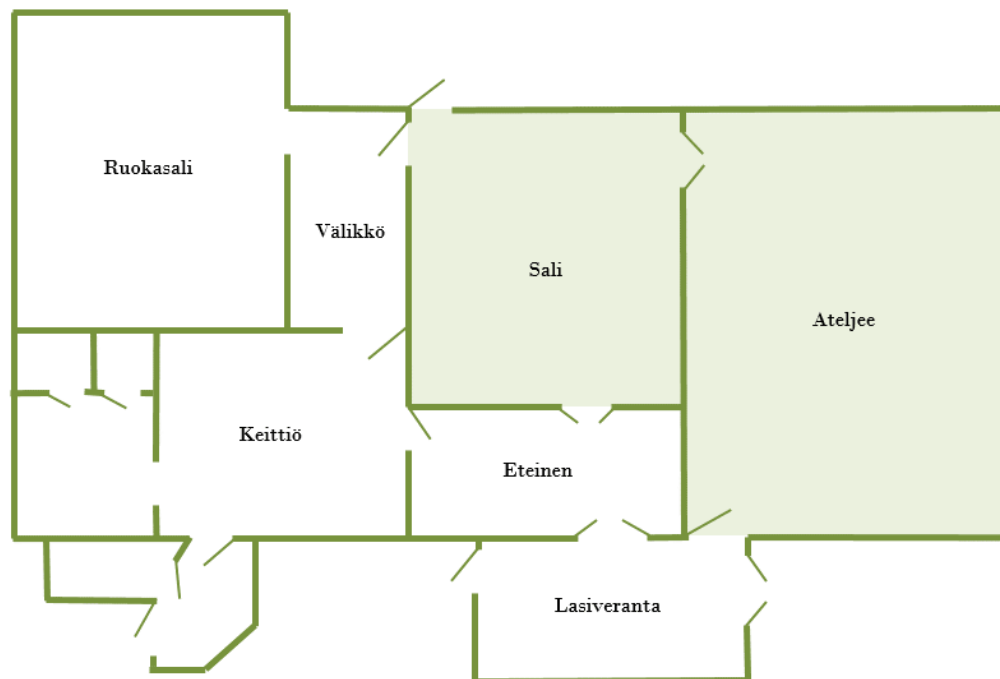 Ruokasali
Välikkö
Sali
Ateljee
Keittiö
Eteinen
Lasiveranta